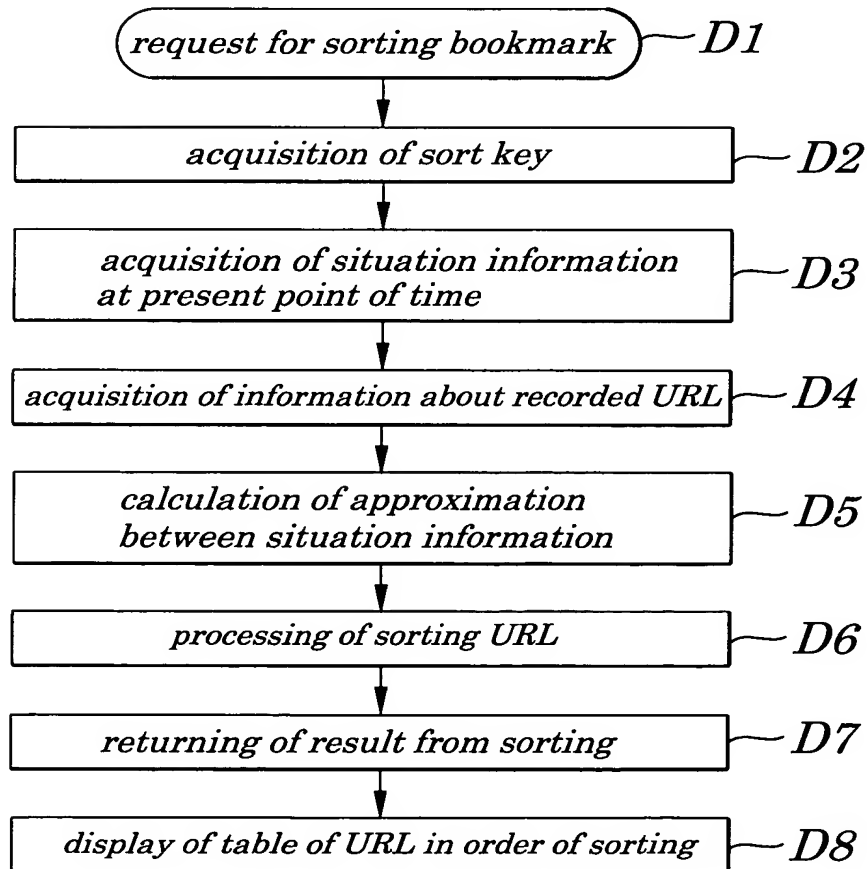 request for sorting bookmark D1
acquisition of sort key D2
acquisition of situation information
at present point of time
D3
acquisition of information about recorded URL D4
calculation of approximation
between situation information
D5
processing of sorting URL D6
returning of result from sorting D7
display of table of URL in order of sorting D8